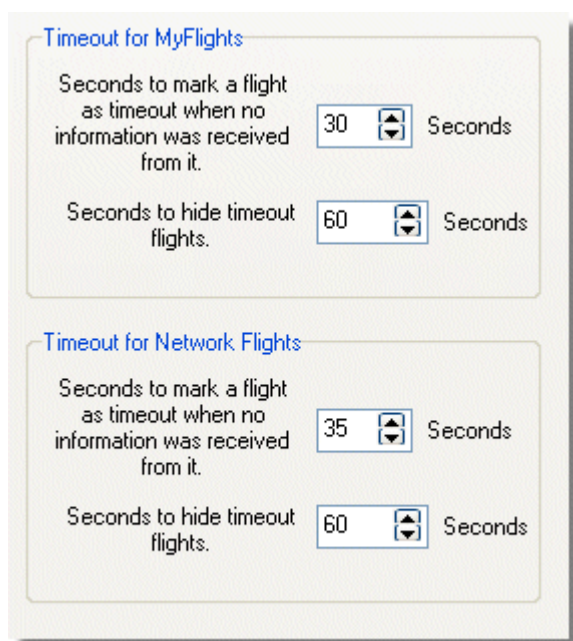 Timeout for MyFlights
Seconds to mark a flight
as timeout when no
information was received
from it.
30 Seconds
Seconds to hide timeout
flights.
60 Seconds
Timeout for Network Flights
Seconds to mark a flight
as timeout when no
information was received
from it.
35 Seconds
Seconds to hide timeout
flights.
60 Seconds